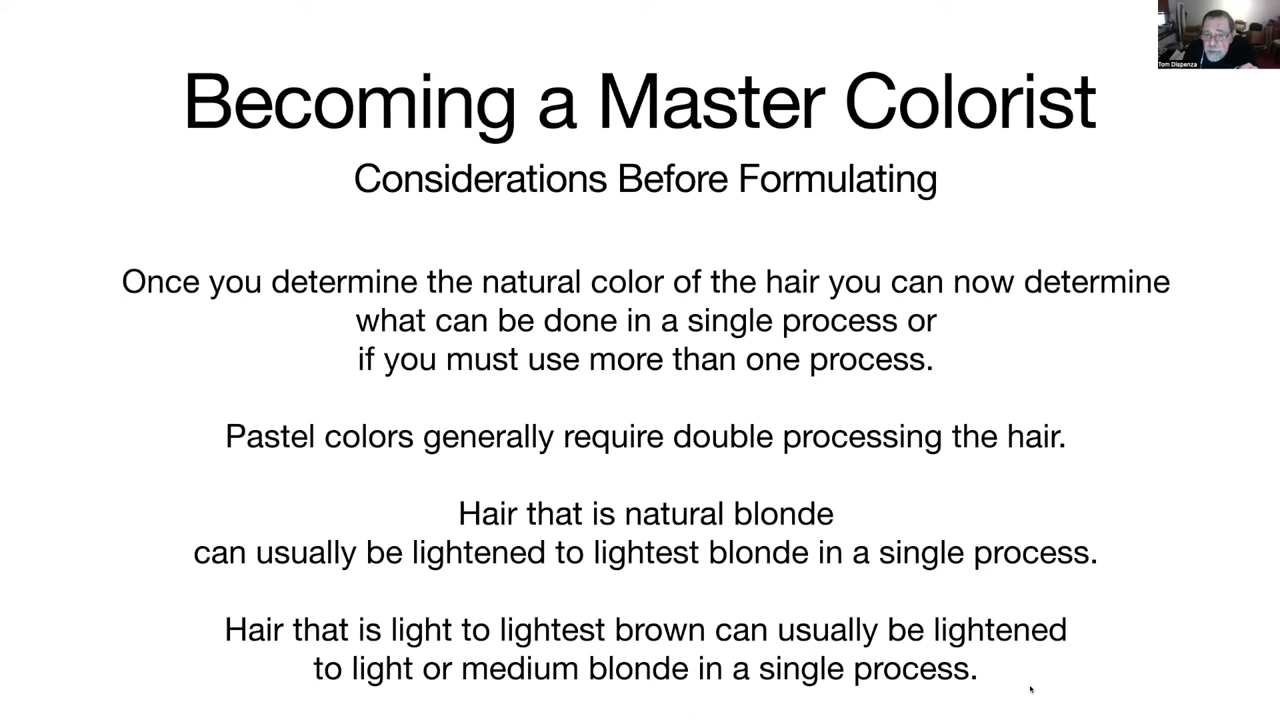 Tom Dispenza
Becoming a Master Colorist
Considerations Before Formulating
Once you determine the natural color of the hair you can now determine
what can be done in a single process or
if you must use more than one process.
Pastel colors generally require double processing the hair.
Hair that is natural blonde
can usually be lightened to lightest blonde in a single process.
Hair that is light to lightest brown can usually be lightened
to light or medium blonde in a single process.